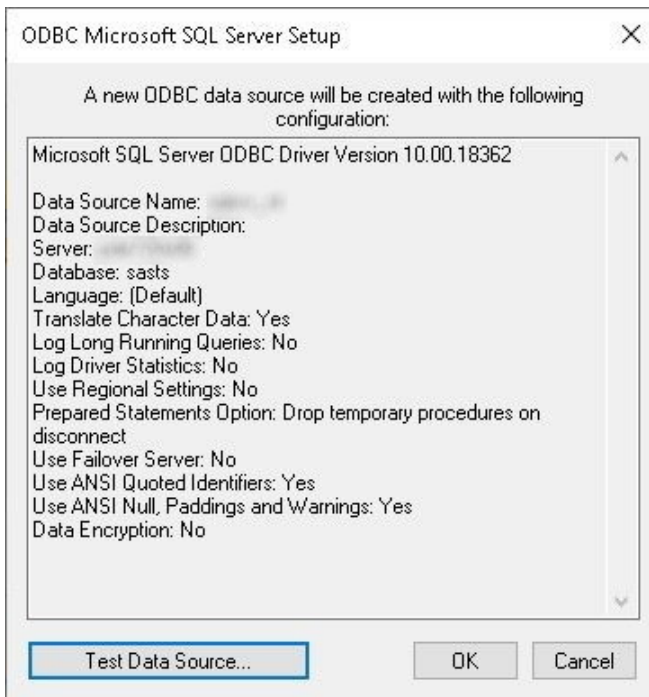 ODBC Microsoft SQL Server Setup
A new ODBC data source will be created with the following
configuration:
Microsoft SQL Server ODBC Driver Version 10.00.18362
Data Source Name:
Data Source Description:
Server:
Database: sasts
Language: (Default)
Translate Character Data: Yes
Log Long Running Queries: No
Log Driver Statistics: No
Use Regional Settings: No
Prepared Statements Option: Drop temporary procedures on
disconnect
Use Failover Server: No
Use ANSI Quoted Identifiers: Yes
Use ANSI Null, Paddings and Warnings: Yes
Data Encryption: No
Test Data Source...
OK
Cancel